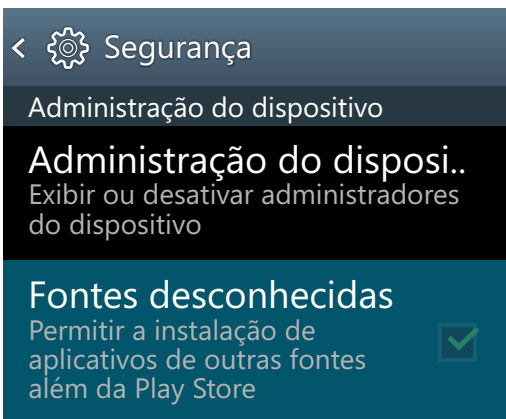 Segurança
Administração do dispositivo
Administração do disposi..
Exibir ou desativar administradores
do dispositivo
Fontes desconhecidas
Permitir a instalação de
aplicativos de outras fontes
além da Play Store